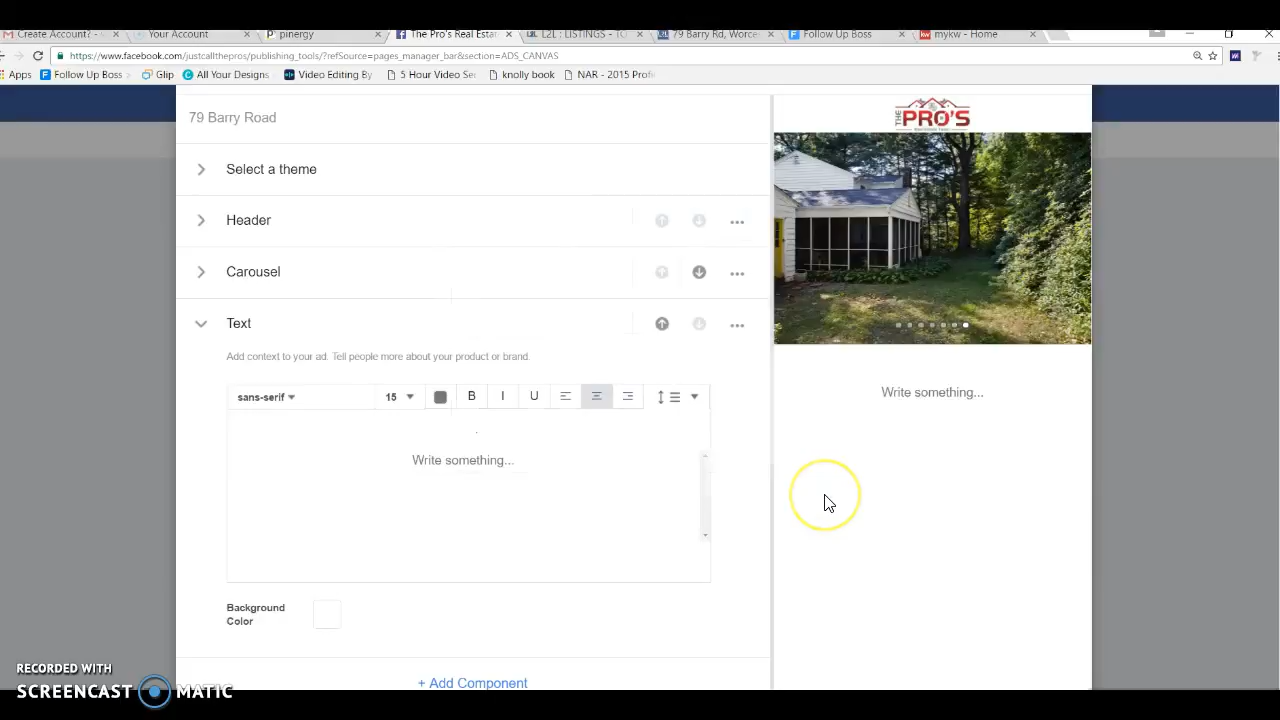 Create Account? -
Your Account
pinergy
The Pro's Real Estat
L2L : LISTINGS - TO
79 Barry Rd, Worce
Follow Up Boss
mykw - Home
https://www.facebook.com/justcallthepros/publishing_tools/?refSource=pages_manager_bar&section=ADS_CANVAS
Apps
Follow Up Boss
Glip
All Your Designs
Video Editing By
5 Hour Video Se
knolly book
NAR - 2015 Profi
79 Barry Road
THE PRO'S
Select a theme
Header
Carousel
Text
Add context to your ad. Tell people more about your product or brand.
sans-serif
15
B
I
U
Write something...
Write something...
Background
Color
+ Add Component
RECORDED WITH
SCREENCAST MATIC